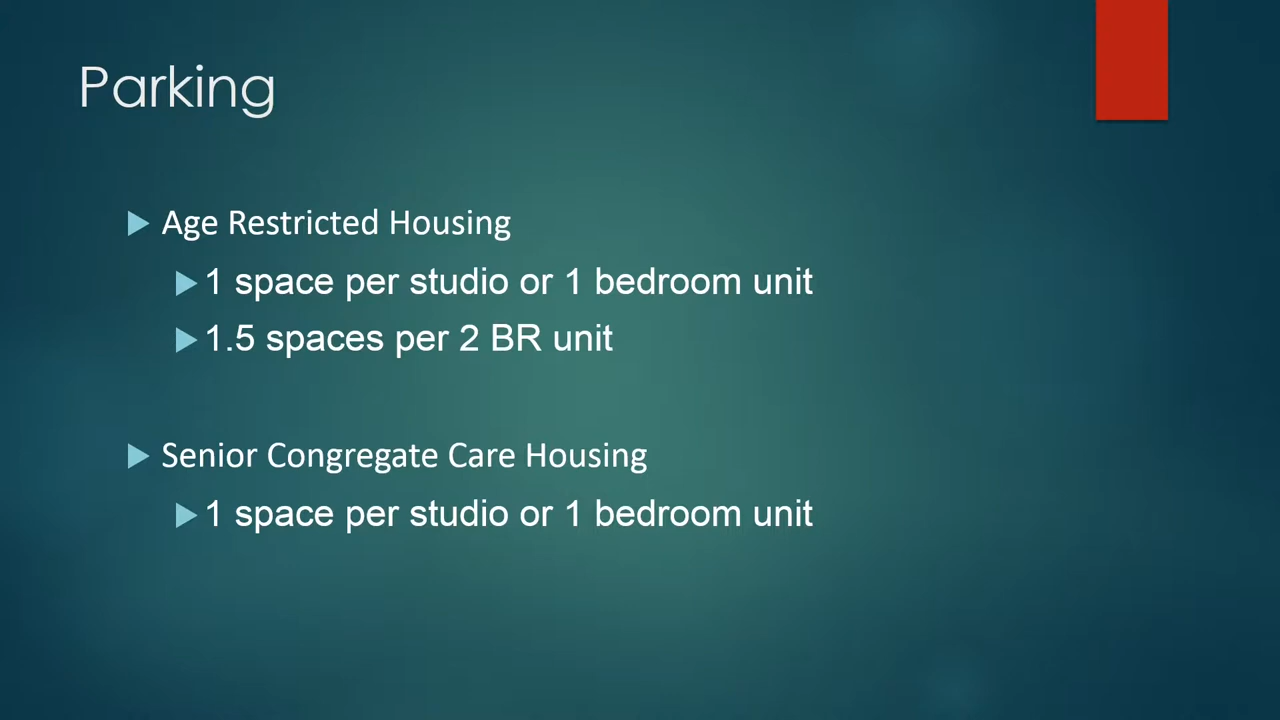 Parking
Age Restricted Housing
1 space per studio or 1 bedroom unit
1.5 spaces per 2 BR unit
Senior Congregate Care Housing
1 space per studio or 1 bedroom unit